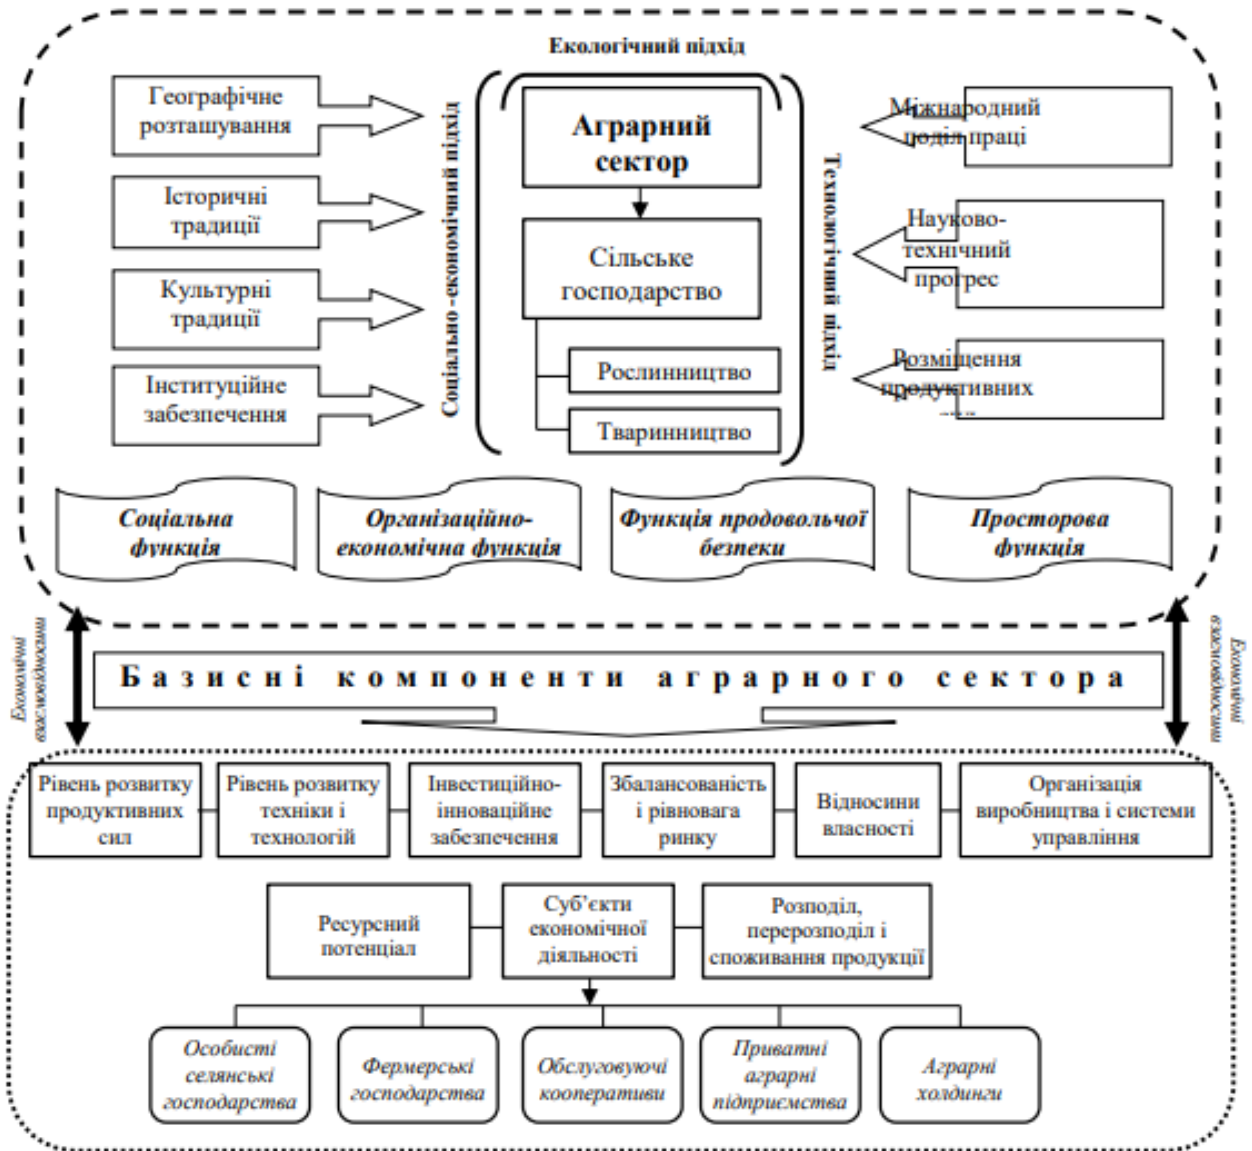 Екологічний підхід
Географічне
розташування
Історичні
традиції
Культурні
традиції
Інституційне
забезпечення
Соціально-економічний підхід
Аграрний
сектор
Сільське
господарство
Рослинництво
Тваринництво
Технологічний підхід
Міжнародний
поділ праці
Науково-
технічний
прогрес
Розміщення
продуктивних
Соціальна
функція
Організаційно-
економічна функція
Функція продовольчої
безпеки
Просторова
функція
Економічні
взаємовідносини
Базисні компоненти аграрного сектора
Економічні
взаємовідносини
Рівень розвитку
продуктивних
сил
Рівень розвитку
техніки і
технологій
Інвестиційно-
інноваційне
забезпечення
Збалансованість
і рівновага
ринку
Відносини
власності
Організація
виробництва і системи
управління
Ресурсний
потенціал
Суб’єкти
економічної
діяльності
Розподіл,
перерозподіл і
споживання продукції
Особисті
селянські
господарства
Фермерські
господарства
Обслуговуючі
кооперативи
Приватні
аграрні
підприємства
Аграрні
холдинги